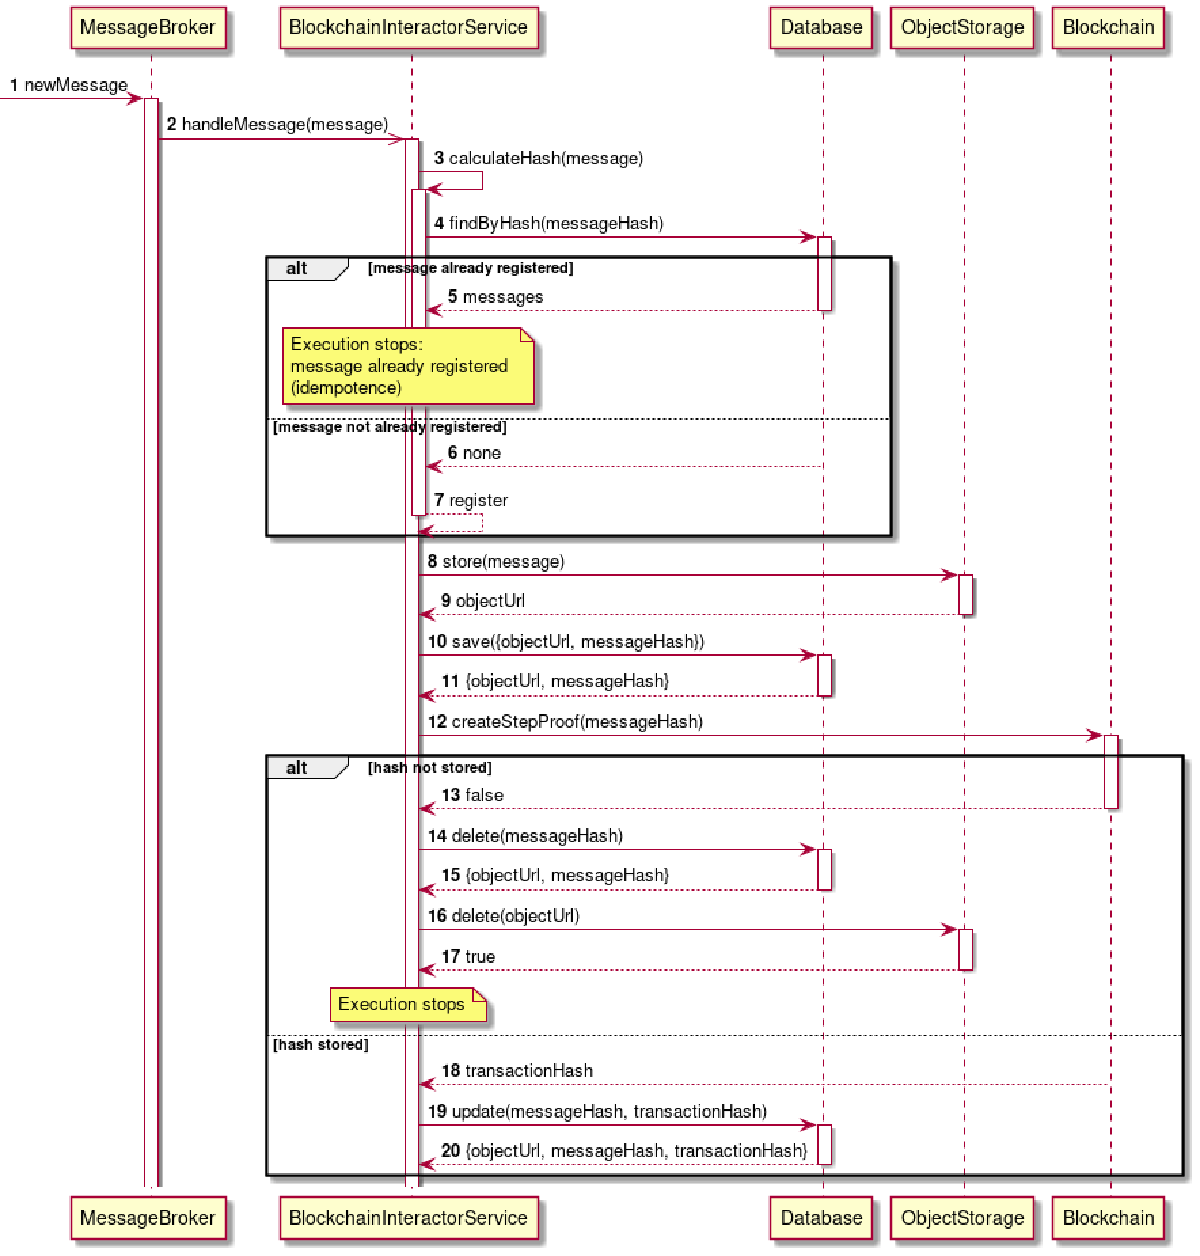 MessageBroker
BlockchainInteractorService
Database
ObjectStorage
Blockchain
1 newMessage
2 handleMessage(message)
3 calculateHash(message)
4 findByHash(messageHash)
alt [message already registered]
5 messages
Execution stops:
message already registered
(idempotence)
[message not already registered]
6 none
7 register
8 store(message)
9 objectUrl
10 save({objectUrl, messageHash})
11 {objectUrl, messageHash}
12 createStepProof(messageHash)
alt [hash not stored]
13 false
14 delete(messageHash)
15 {objectUrl, messageHash}
16 delete(objectUrl)
17 true
Execution stops
[hash stored]
18 transactionHash
19 update(messageHash, transactionHash)
20 {objectUrl, messageHash, transactionHash}
MessageBroker
BlockchainInteractorService
Database
ObjectStorage
Blockchain